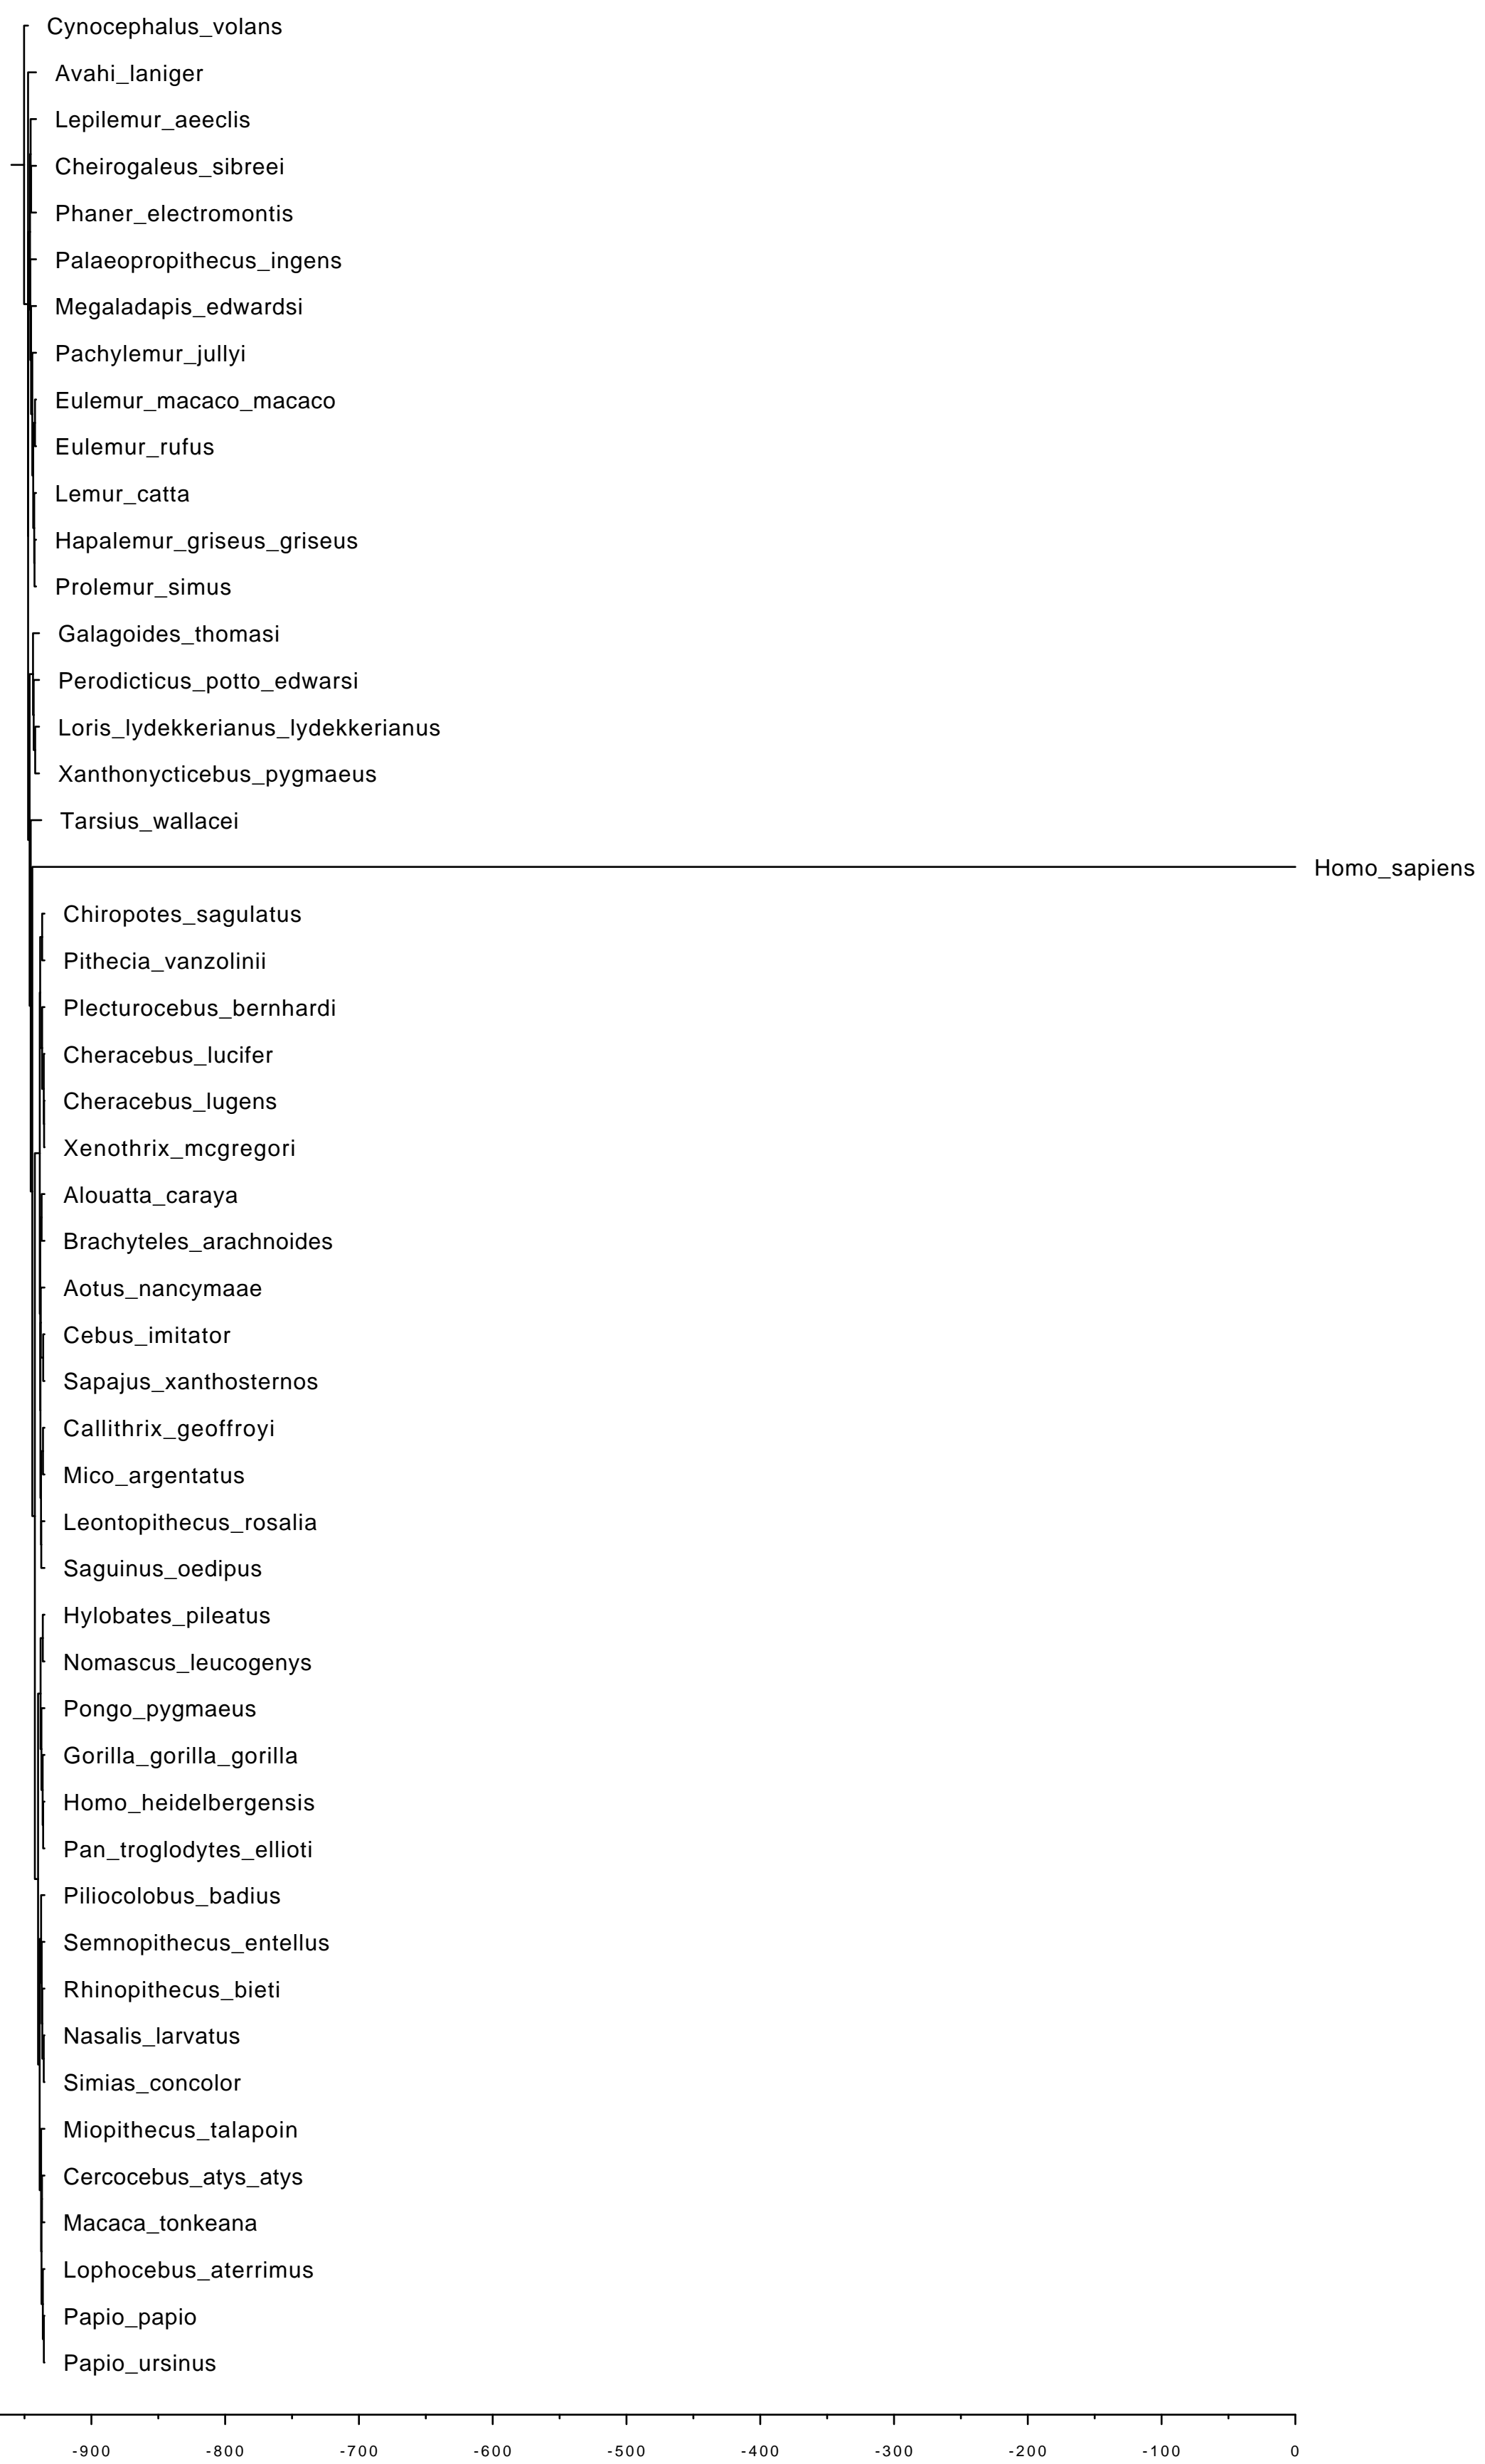 Cynocephalus_volans
Avahi_laniger
Lepilemur_aeeclis
Cheirogaleus_sibreei
Phaner_electromontis
Palaeopropithecus_ingens
Megaladapis_edwardsi
Pachylemur_jullyi
Eulemur_macaco_macaco
Eulemur_rufus
Lemur_catta
Hapalemur_griseus_griseus
Prolemur_simus
Galagoides_thomasi
Perodicticus_potto_edwarsi
Loris_lydekkerianus_lydekkerianus
Xanthonycticebus_pygmaeus
Tarsius_wallacei
Homo_sapiens
Chiropotes_sagulatus
Pithecia_vanzolinii
Plecturocebus_bernhardi
Cheracebus_lucifer
Cheracebus_lugens
Xenothrix_mcgregori
Alouatta_caraya
Brachyteles_arachnoides
Aotus_nancymaae
Cebus_imitator
Sapajus_xanthosternos
Callithrix_geoffroyi
Mico_argentatus
Leontopithecus_rosalia
Saguinus_oedipus
Hylobates_pileatus
Nomascus_leucogenys
Pongo_pygmaeus
Gorilla_gorilla_gorilla
Homo_heidelbergensis
Pan_troglodytes_ellioti
Piliocolobus_badius
Semnopithecus_entellus
Rhinopithecus_bieti
Nasalis_larvatus
Simias_concolor
Miopithecus_talapoin
Cercocebus_atys_atys
Macaca_tonkeana
Lophocebus_aterrimus
Papio_papio
Papio_ursinus
-900 -800 -700 -600 -500 -400 -300 -200 -100 0